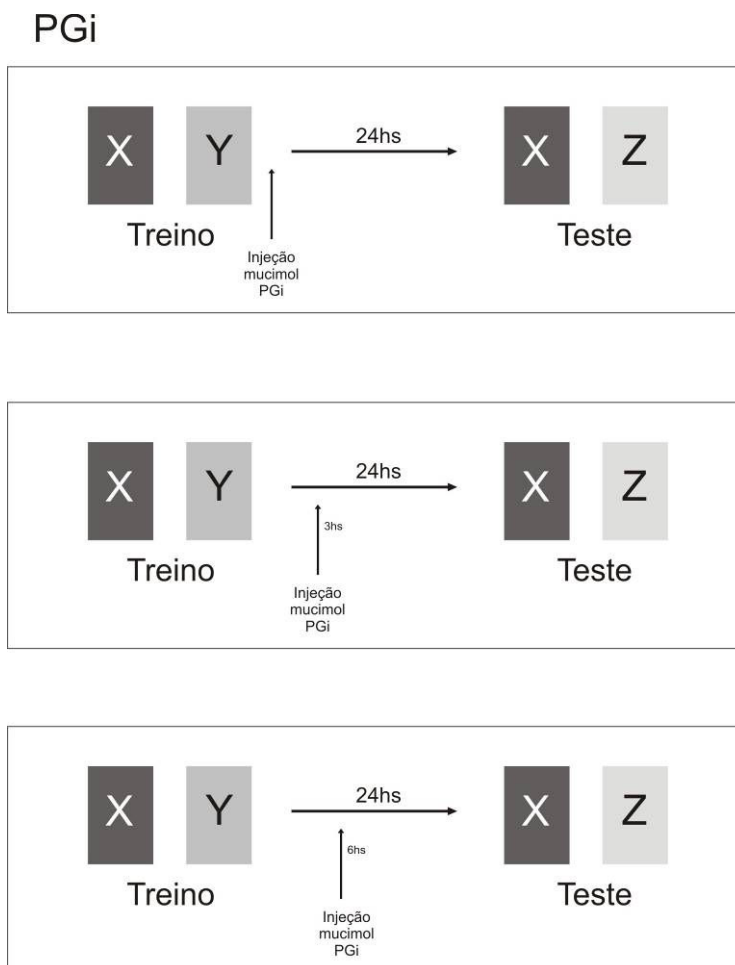 PGi
X Y 24hs X Z
Treino Teste
Injeção
mucimol
PGi
X Y 24hs X Z
3hs
Treino Teste
Injeção
mucimol
PGi
X Y 24hs X Z
6hs
Treino Teste
Injeção
mucimol
PGi